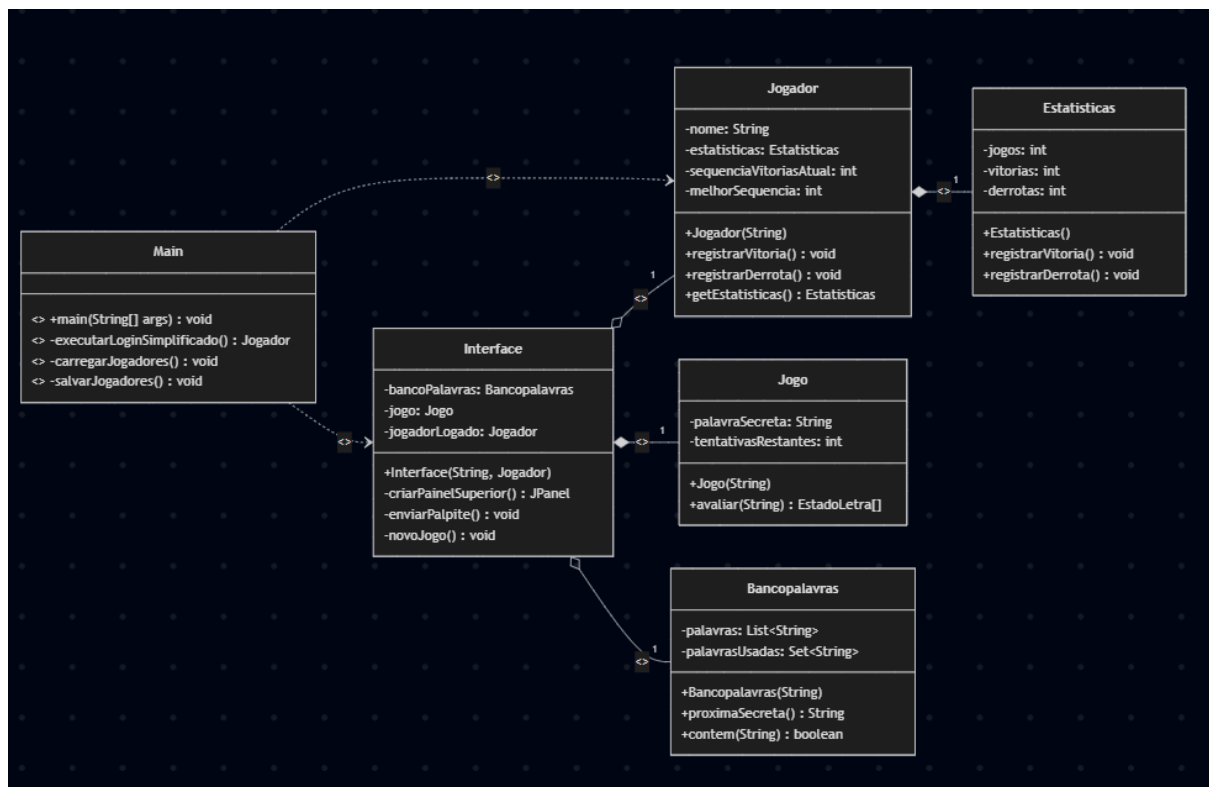 Jogador
-nome: String
-estatisticas: Estatisticas
-sequenciaVitoriasAtual: int
-melhorSequencia: int
+Jogador(String)
+registrarVitoria() : void
+registrarDerrota() : void
+getEstatisticas() : Estatisticas
Estatisticas
-jogos: int
-vitorias: int
-derrotas: int
+Estatisticas()
+registrarVitoria() : void
+registrarDerrota() : void
<>
<>
1
Main
<> +main(String[] args) : void
<> -executarLoginSimplificado() : Jogador
<> -carregarJogadores() : void
<> -salvarJogadores() : void
1
<>
Interface
-bancoPalavras: Bancopalavras
-jogo: Jogo
-jogadorLogado: Jogador
+Interface(String, Jogador)
-criarPainelSuperior() : JPanel
-enviarPalpite() : void
-novoJogo() : void
<>
<>
1
Jogo
-palavraSecreta: String
-tentativasRestantes: int
+Jogo(String)
+avaliar(String) : EstadoLetra[]
<>
1
Bancopalavras
-palavras: List<String>
-palavrasUsadas: Set<String>
+Bancopalavras(String)
+proximaSecreta() : String
+contem(String) : boolean